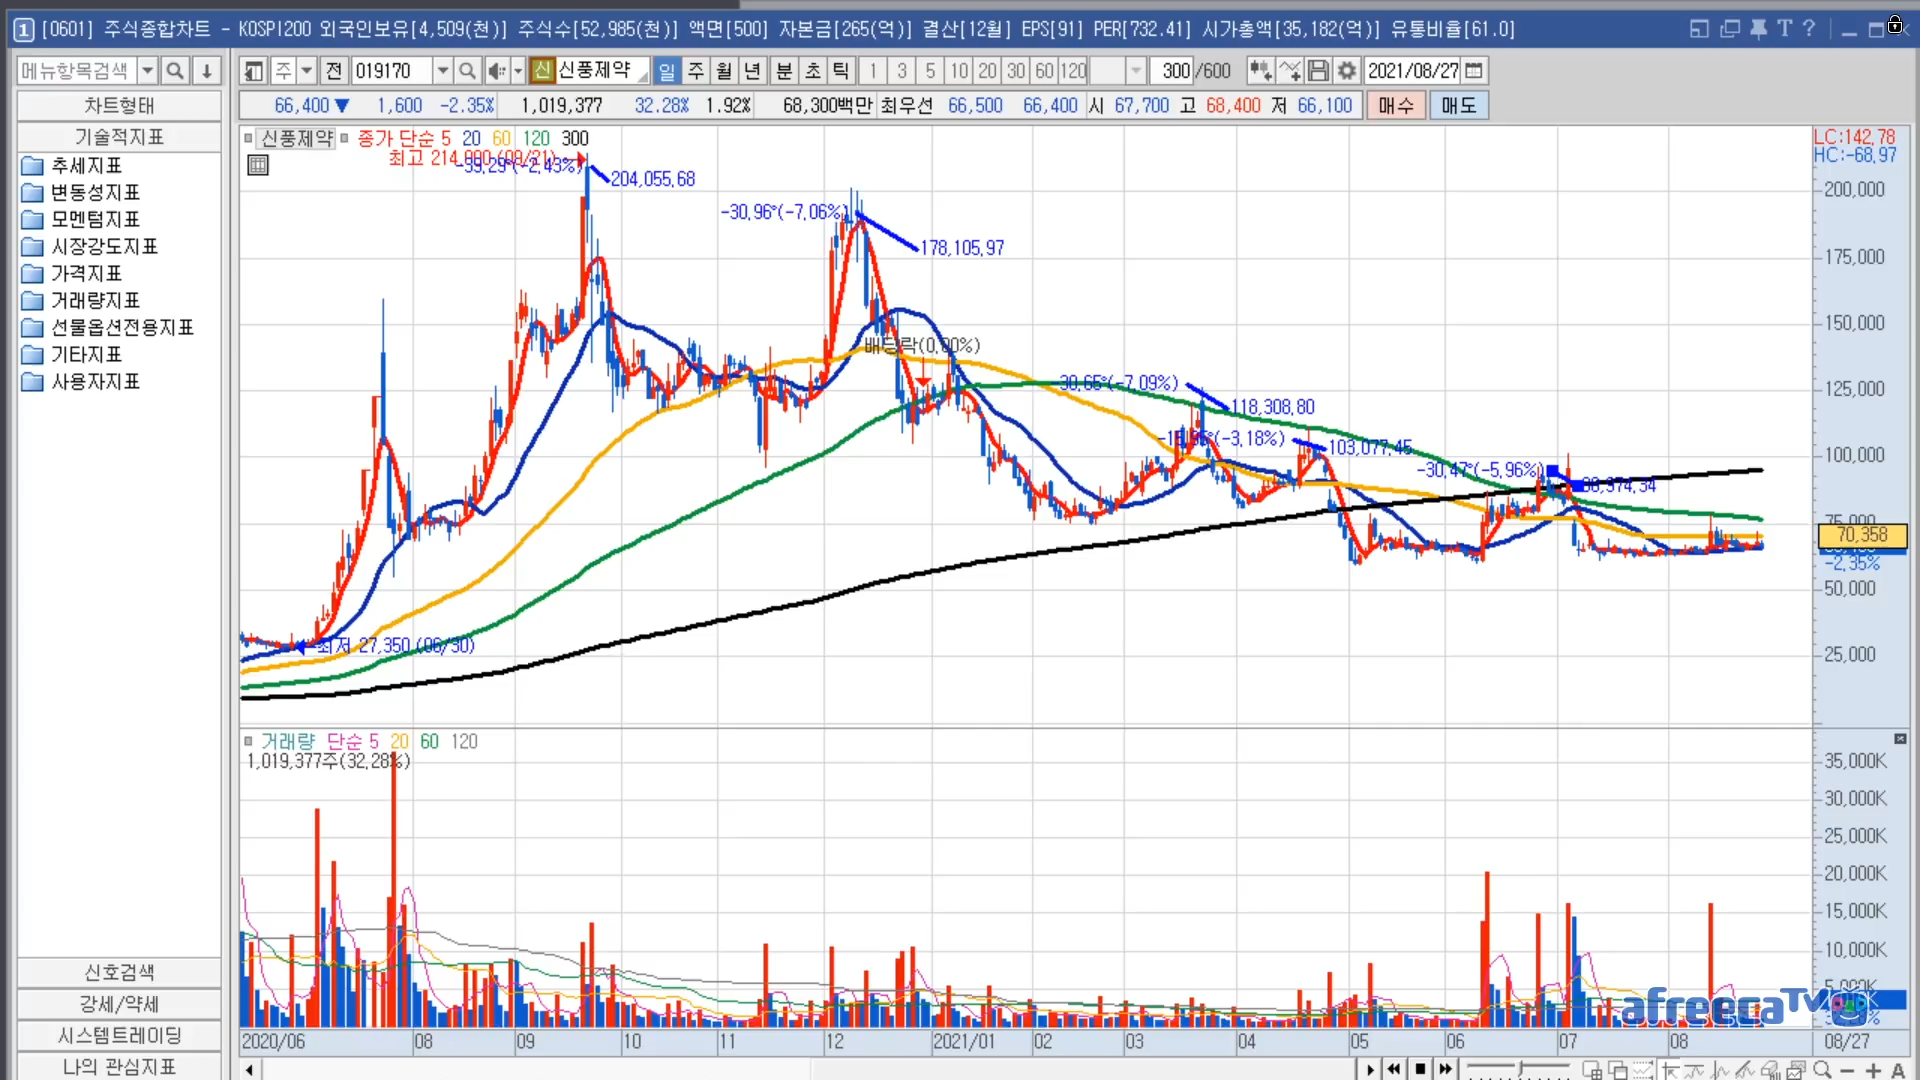 1 [0601] 주식종합차트 - KOSPI200 외국인보유[4,509(천)] 주식수[52,985(천)] 액면[500] 자본금[265(억)] 결산[12월] EPS[91] PER[732.41] 시가총액[35,182(억)] 유통비율[61.0]
메뉴항목검색 주 전 019170 신 신풍제약 일 주 월 년 분 초 틱 1 3 5 10 20 30 60 120 300 /600 2021/08/27
차트형태 66,400 ▼ 1,600 -2.35% 1,019,377 32.28% 1.92% 68,300백만 최우선 66,500 66,400 시 67,700 고 68,400 저 66,100 매수 매도
기술적지표
추세지표
변동성지표
모멘텀지표
시장강도지표
가격지표
거래량지표
선물옵션전용지표
기타지표
사용자지표
신호검색
강세/약세
시스템트레이딩
나의 관심지표
신풍제약 종가 단순 5 20 60 120 300
LC:142.78
HC:-68.97
최고 214,000 (09/21)
-39.29°(-2.43%)
204,055.68
-30.96°(-7.06%)
178,105.97
배당락(0.00%)
30.65°(-7.09%)
118,308.80
(-3.18%)
103,077.45
-30.47°(-5.96%)
최저 27,350 (06/30)
200,000
175,000
150,000
125,000
100,000
75,000
70,358
-2.35%
50,000
25,000
거래량 단순 5 20 60 120
1,019,377주(32.28%)
35,000K
30,000K
25,000K
20,000K
15,000K
10,000K
5,000K
afreecaTV
2020/06 08 09 10 11 12 2021/01 02 03 04 05 06 07 08 08/27